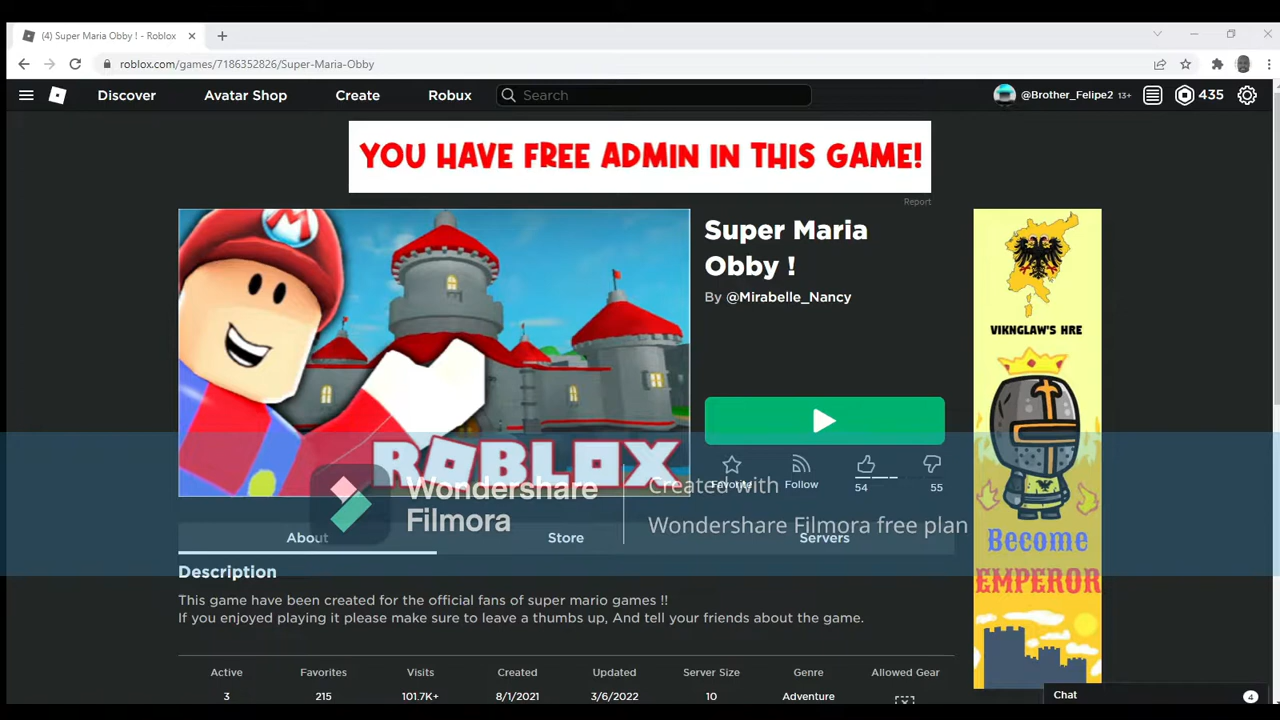 (4) Super Maria Obby ! - Roblox
roblox.com/games/7186352826/Super-Maria-Obby
Discover
Avatar Shop
Create
Robux
Search
@Brother_Felipe2 13+
435
YOU HAVE FREE ADMIN IN THIS GAME!
Report
M
ROBLOX
Super Maria
Obby !
By @Mirabelle_Nancy
Favorite
Follow
54
55
VIKNGLAW'S HRE
Become
EMPEROR
Wondershare
Filmora
Created with
Wondershare Filmora free plan
About
Store
Servers
Description
This game have been created for the official fans of super mario games !!
If you enjoyed playing it please make sure to leave a thumbs up, And tell your friends about the game.
Active
Favorites
Visits
Created
Updated
Server Size
Genre
Allowed Gear
3
215
101.7K+
8/1/2021
3/6/2022
10
Adventure
Chat
4